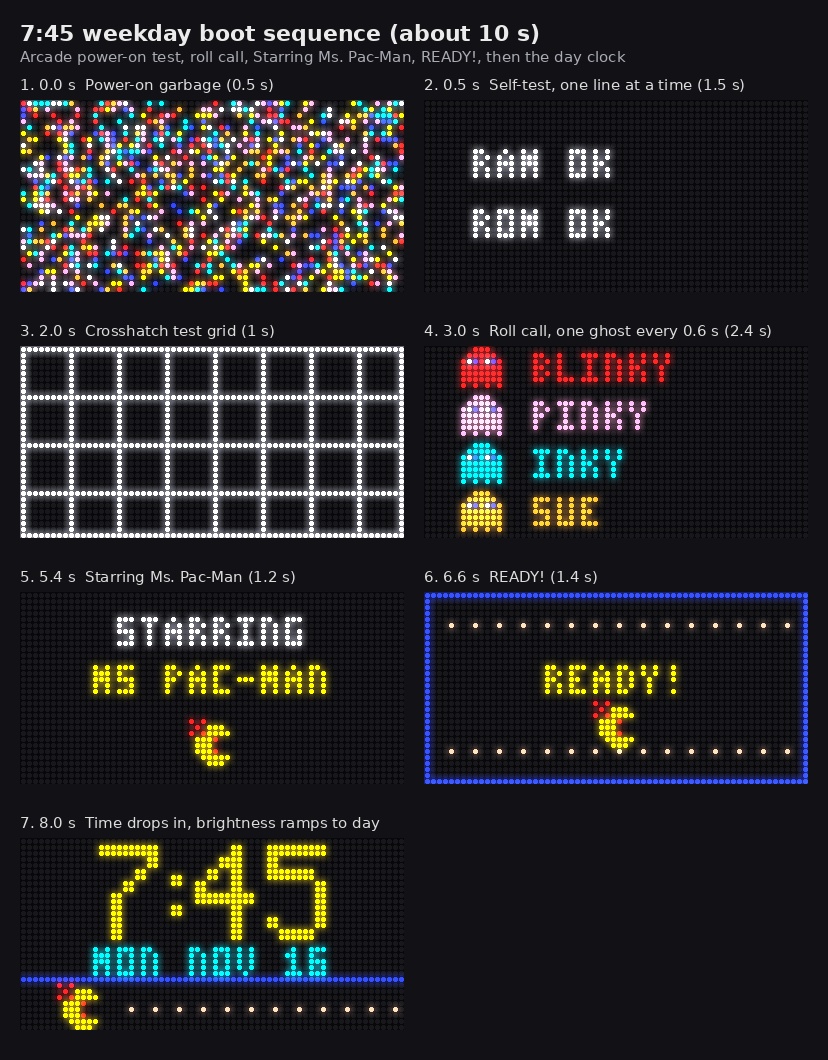 7:45 weekday boot sequence (about 10 s)
Arcade power-on test, roll call, Starring Ms. Pac-Man, READY!, then the day clock
1. 0.0 s  Power-on garbage (0.5 s)
2. 0.5 s  Self-test, one line at a time (1.5 s)
RAM OK
ROM OK
3. 2.0 s  Crosshatch test grid (1 s)
4. 3.0 s  Roll call, one ghost every 0.6 s (2.4 s)
BLINKY
PINKY
INKY
SUE
5. 5.4 s  Starring Ms. Pac-Man (1.2 s)
STARRING
MS PAC-MAN
6. 6.6 s  READY! (1.4 s)
READY!
7. 8.0 s  Time drops in, brightness ramps to day
7:45
MON NOV 16